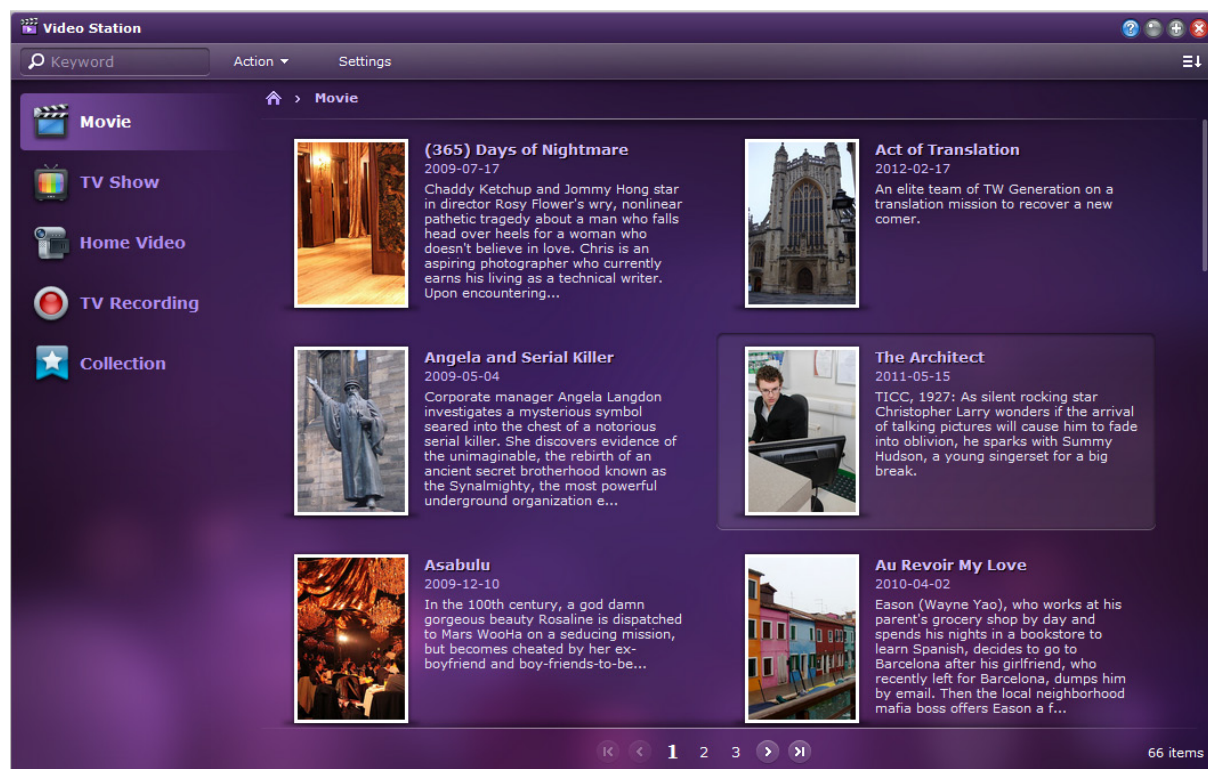 Video Station
Keyword
Action
Settings
Movie
TV Show
Home Video
TV Recording
Collection
> Movie
(365) Days of Nightmare
2009-07-17
Chaddy Ketchup and Jommy Hong star
in director Rosy Flower's wry, nonlinear
pathetic tragedy about a man who falls
head over heels for a woman who
doesn't believe in love. Chris is an
aspiring photographer who currently
earns his living as a technical writer.
Upon encountering...
Act of Translation
2012-02-17
An elite team of TW Generation on a
translation mission to recover a new
comer.
Angela and Serial Killer
2009-05-04
Corporate manager Angela Langdon
investigates a mysterious symbol
seared into the chest of a notorious
serial killer. She discovers evidence of
the unimaginable, the rebirth of an
ancient secret brotherhood known as
the Synalmighty, the most powerful
underground organization e...
The Architect
2011-05-15
TICC, 1927: As silent rocking star
Christopher Larry wonders if the arrival
of talking pictures will cause him to fade
into oblivion, he sparks with Summy
Hudson, a young singerset for a big
break.
Asabulu
2009-12-10
In the 100th century, a god damn
gorgeous beauty Rosaline is dispatched
to Mars WooHa on a seducing mission,
but becomes cheated by her ex-
boyfriend and boy-friends-to-be...
Au Revoir My Love
2010-04-02
Eason (Wayne Yao), who works at his
parent's grocery shop by day and
spends his nights in a bookstore to
learn Spanish, decides to go to
Barcelona after his girlfriend, who
recently left for Barcelona, dumps him
by email. Then the local neighborhood
mafia boss offers Eason a f...
1 2 3
66 items